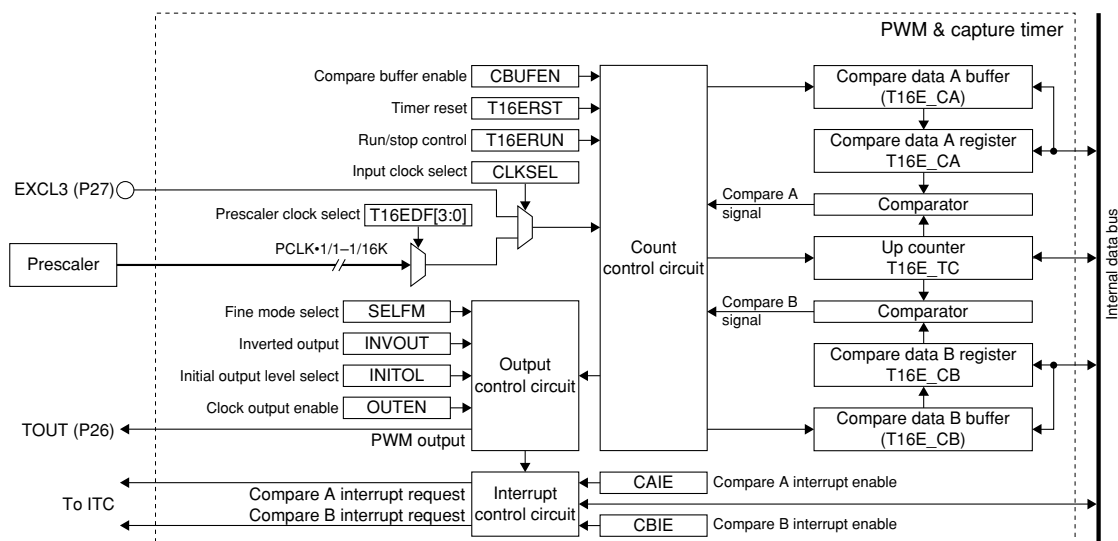 PWM & capture timer
Compare buffer enable
CBUFEN
Timer reset
T16ERST
Run/stop control
T16ERUN
Input clock select
CLKSEL
EXCL3 (P27)
Prescaler clock select
T16EDF[3:0]
Prescaler
PCLK•1/1–1/16K
Count
control circuit
Compare data A buffer
(T16E_CA)
Compare data A register
T16E_CA
Compare A
signal
Comparator
Up counter
T16E_TC
Compare B
signal
Comparator
Compare data B register
T16E_CB
Compare data B buffer
(T16E_CB)
Internal data bus
Fine mode select
SELFM
Inverted output
INVOUT
Initial output level select
INITOL
Clock output enable
OUTEN
Output
control circuit
TOUT (P26)
PWM output
To ITC
Compare A interrupt request
Compare B interrupt request
Interrupt
control circuit
CAIE
Compare A interrupt enable
CBIE
Compare B interrupt enable